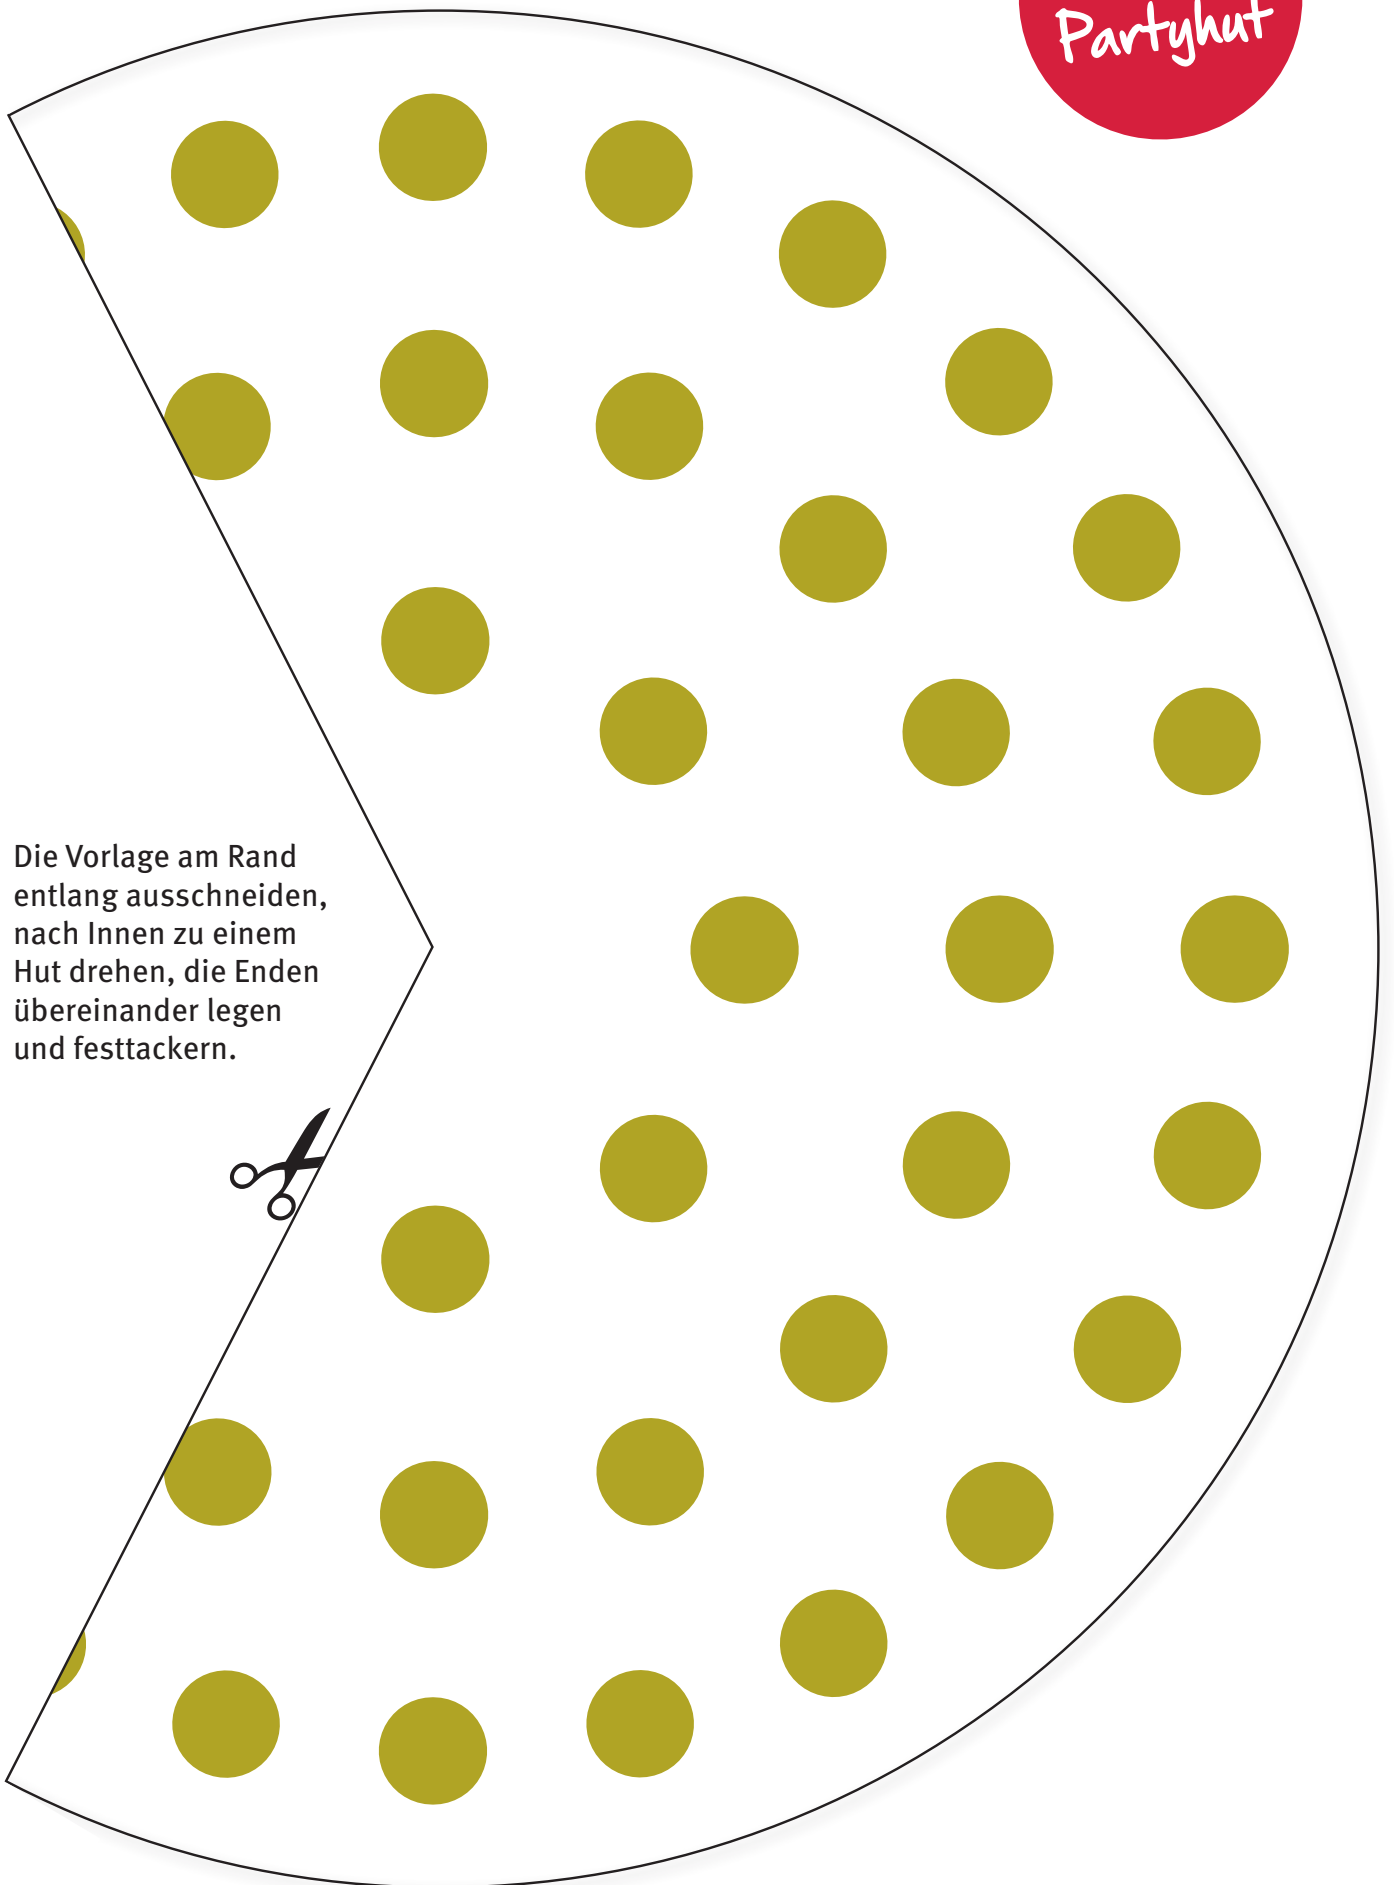 Partyhut
Die Vorlage am Rand
entlang ausschneiden,
nach Innen zu einem
Hut drehen, die Enden
übereinander legen
und festtackern.